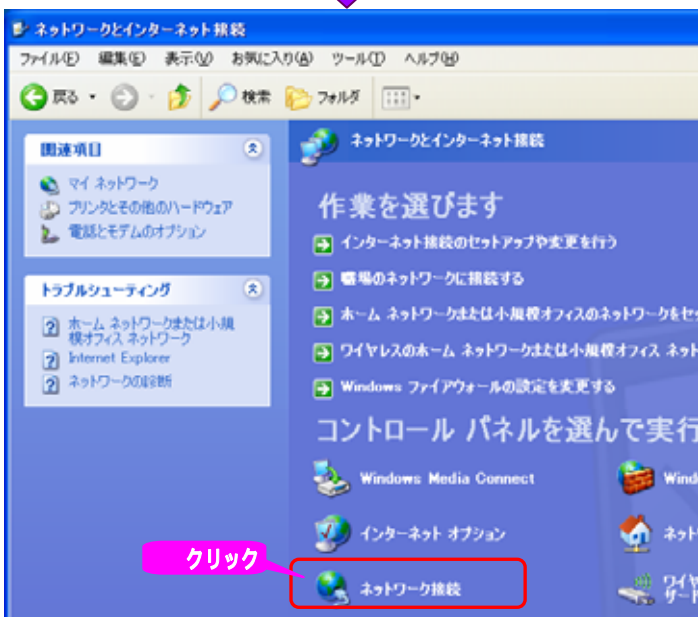 ネットワークとインターネット接続
ファイル(F) 編集(E) 表示(V) お気に入り(A) ツール(T) ヘルプ(H)
戻る 検索 フォルダ
関連項目
マイ ネットワーク
プリンタとその他のハードウェア
電話とモデムのオプション
トラブルシューティング
ホーム ネットワークまたは小規
模オフィス ネットワーク
Internet Explorer
ネットワークの診断
ネットワークとインターネット接続
作業を選びます
インターネット接続のセットアップや変更を行う
職場のネットワークに接続する
ホーム ネットワークまたは小規模オフィスのネットワークをセッ
ワイヤレスのホーム ネットワークまたは小規模オフィス ネット
Windows ファイアウォールの設定を変更する
コントロール パネルを選んで実行
Windows Media Connect
Wind
インターネット オプション
ネット
クリック
ネットワーク接続
ワイヤ
ザード